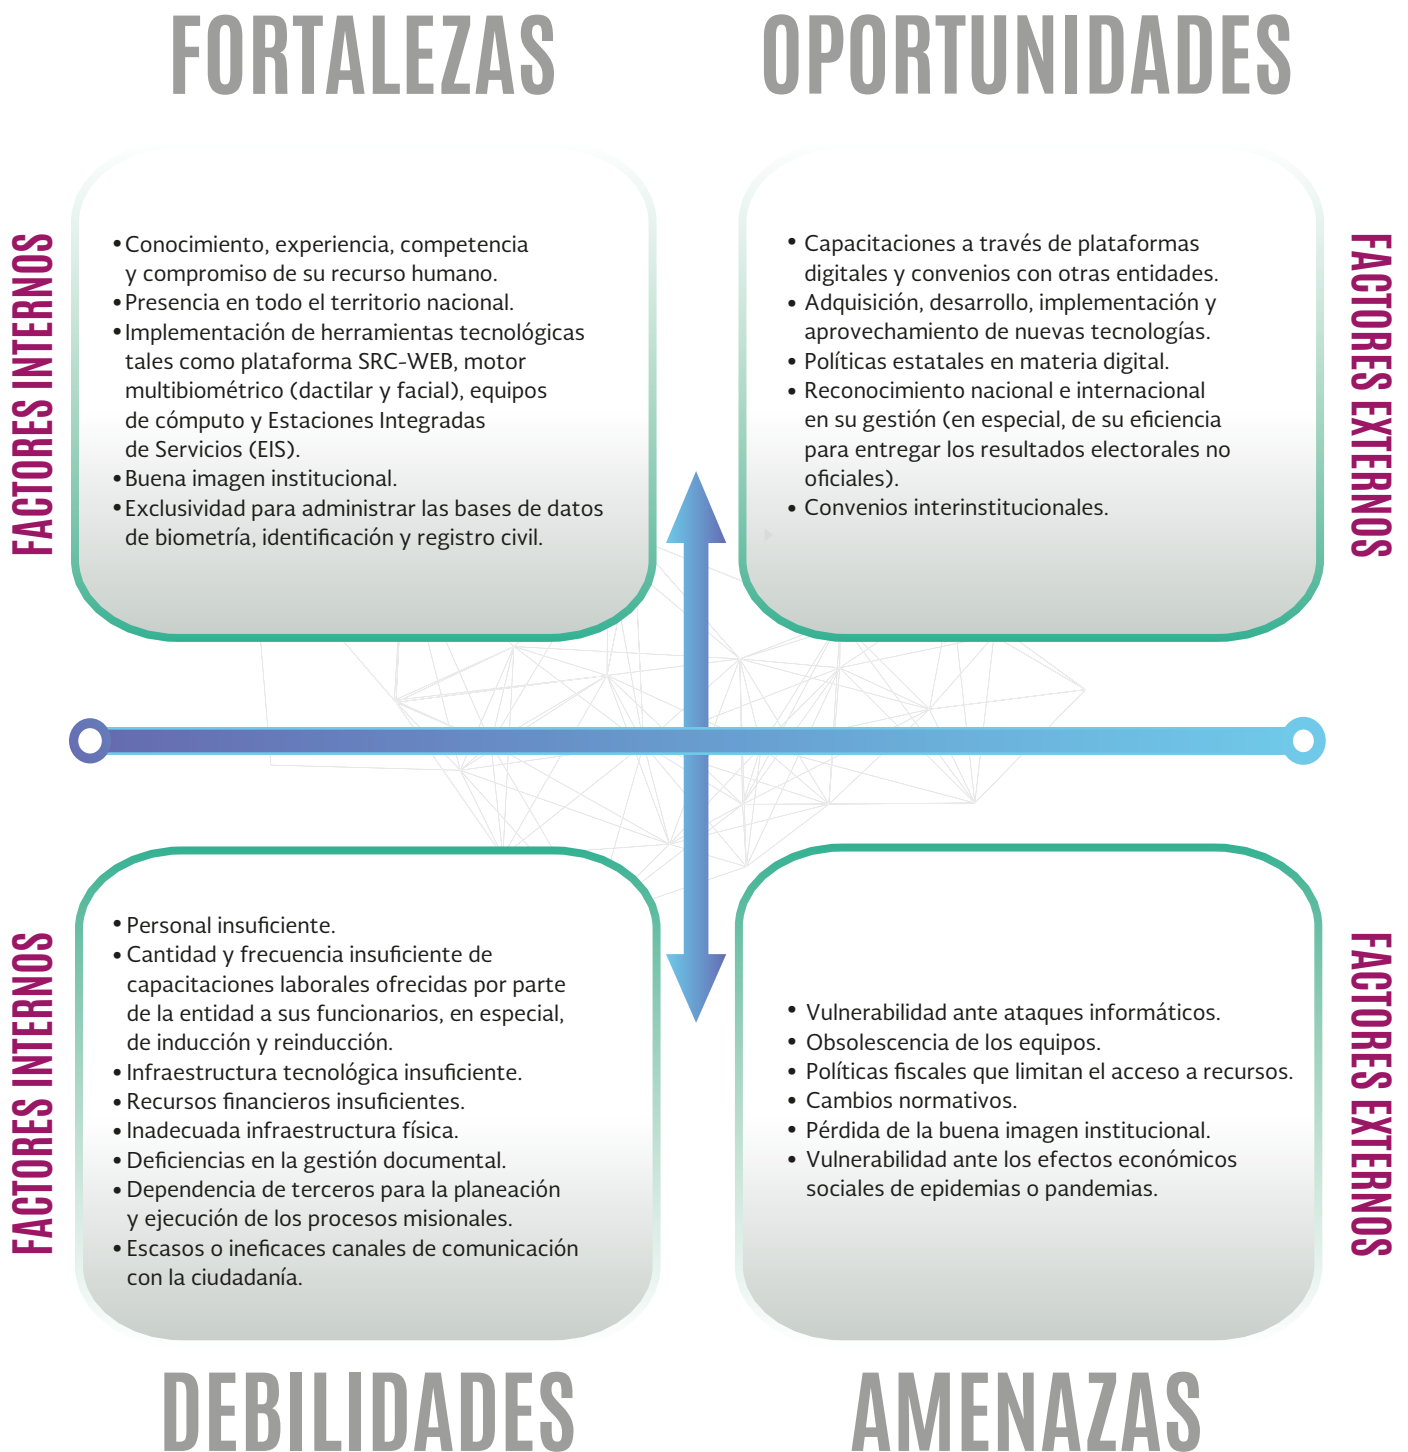 FORTALEZAS
OPORTUNIDADES
FACTORES INTERNOS
• Conocimiento, experiencia, competencia
y compromiso de su recurso humano.
• Presencia en todo el territorio nacional.
• Implementación de herramientas tecnológicas
tales como plataforma SRC-WEB, motor
multibiométrico (dactilar y facial), equipos
de cómputo y Estaciones Integradas
de Servicios (EIS).
• Buena imagen institucional.
• Exclusividad para administrar las bases de datos
de biometría, identificación y registro civil.
• Capacitaciones a través de plataformas
digitales y convenios con otras entidades.
• Adquisición, desarrollo, implementación y
aprovechamiento de nuevas tecnologías.
• Políticas estatales en materia digital.
• Reconocimiento nacional e internacional
en su gestión (en especial, de su eficiencia
para entregar los resultados electorales no
oficiales).
• Convenios interinstitucionales.
FACTORES EXTERNOS
FACTORES INTERNOS
• Personal insuficiente.
• Cantidad y frecuencia insuficiente de
capacitaciones laborales ofrecidas por parte
de la entidad a sus funcionarios, en especial,
de inducción y reinducción.
• Infraestructura tecnológica insuficiente.
• Recursos financieros insuficientes.
• Inadecuada infraestructura física.
• Deficiencias en la gestión documental.
• Dependencia de terceros para la planeación
y ejecución de los procesos misionales.
• Escasos o ineficaces canales de comunicación
con la ciudadanía.
• Vulnerabilidad ante ataques informáticos.
• Obsolescencia de los equipos.
• Políticas fiscales que limitan el acceso a recursos.
• Cambios normativos.
• Pérdida de la buena imagen institucional.
• Vulnerabilidad ante los efectos económicos
sociales de epidemias o pandemias.
FACTORES EXTERNOS
DEBILIDADES
AMENAZAS